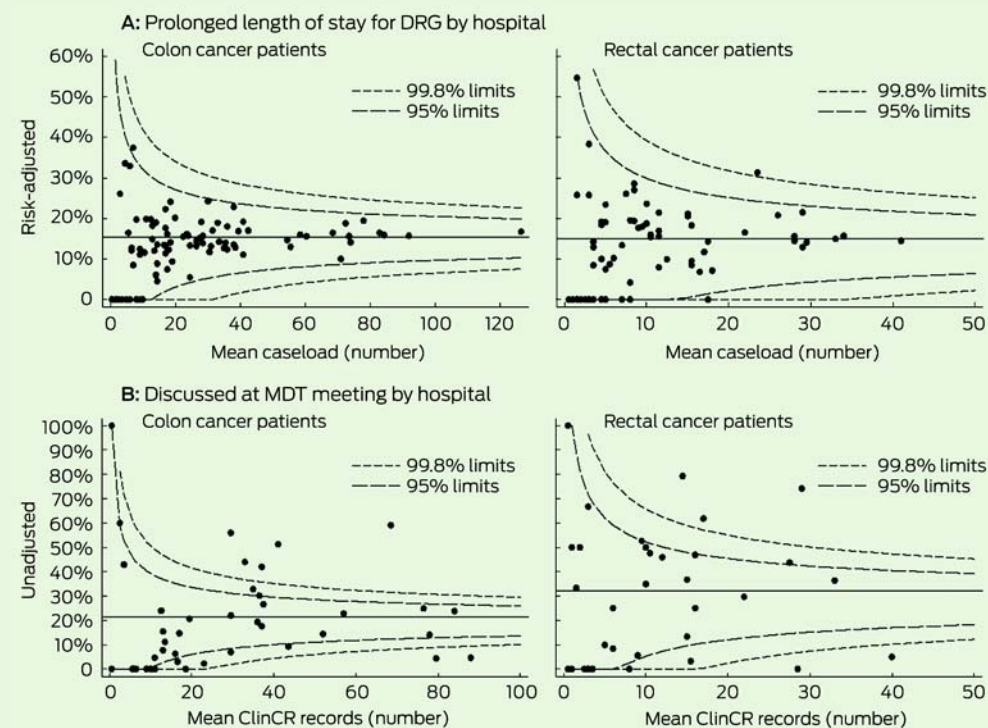 A: Prolonged length of stay for DRG by hospital
Colon cancer patients
60%
50%
40%
30%
20%
10%
0
Risk-adjusted
99.8% limits
95% limits
0 20 40 60 80 100 120
Mean caseload (number)
Rectal cancer patients
99.8% limits
95% limits
0 10 20 30 40 50
Mean caseload (number)
B: Discussed at MDT meeting by hospital
Colon cancer patients
100%
90%
80%
70%
60%
50%
40%
30%
20%
10%
0
Unadjusted
99.8% limits
95% limits
0 20 40 60 80 100
Mean ClinCR records (number)
Rectal cancer patients
99.8% limits
95% limits
0 10 20 30 40 50
Mean ClinCR records (number)